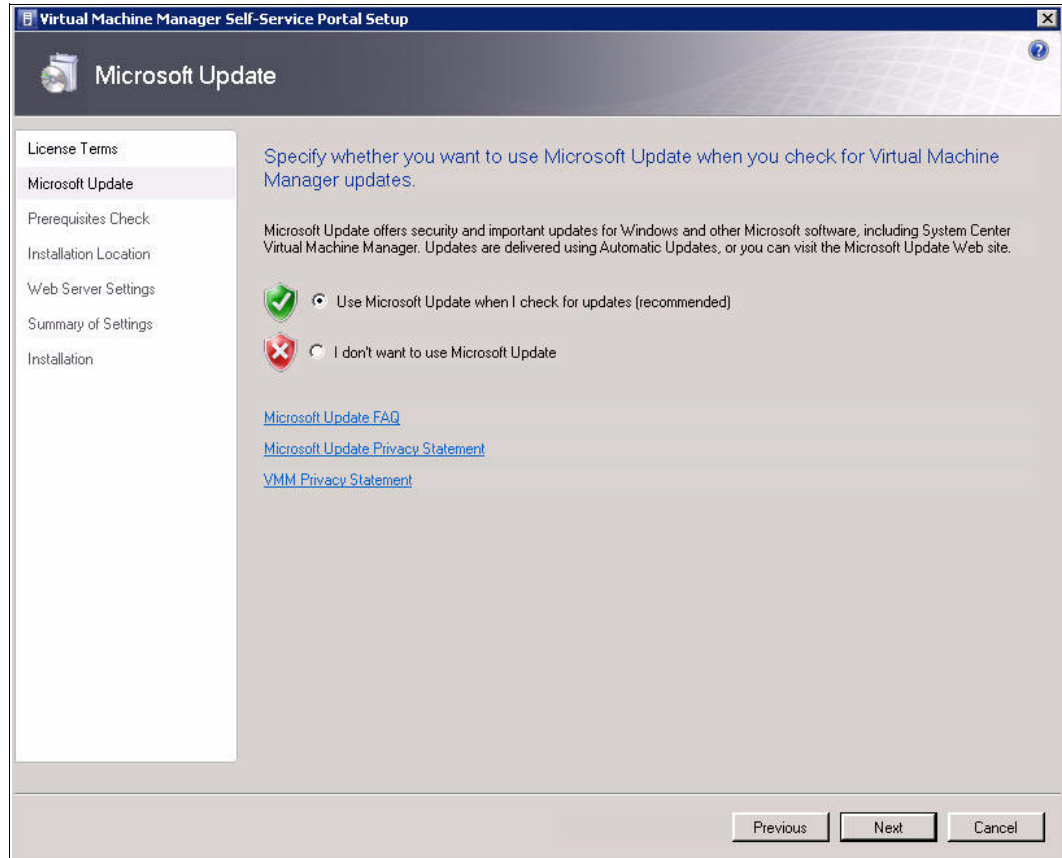 Virtual Machine Manager Self-Service Portal Setup
Microsoft Update
License Terms
Microsoft Update
Prerequisites Check
Installation Location
Web Server Settings
Summary of Settings
Installation
Specify whether you want to use Microsoft Update when you check for Virtual Machine
Manager updates.
Microsoft Update offers security and important updates for Windows and other Microsoft software, including System Center
Virtual Machine Manager. Updates are delivered using Automatic Updates, or you can visit the Microsoft Update Web site.
Use Microsoft Update when I check for updates (recommended)
I don't want to use Microsoft Update
Microsoft Update FAQ
Microsoft Update Privacy Statement
VMM Privacy Statement
Previous
Next
Cancel